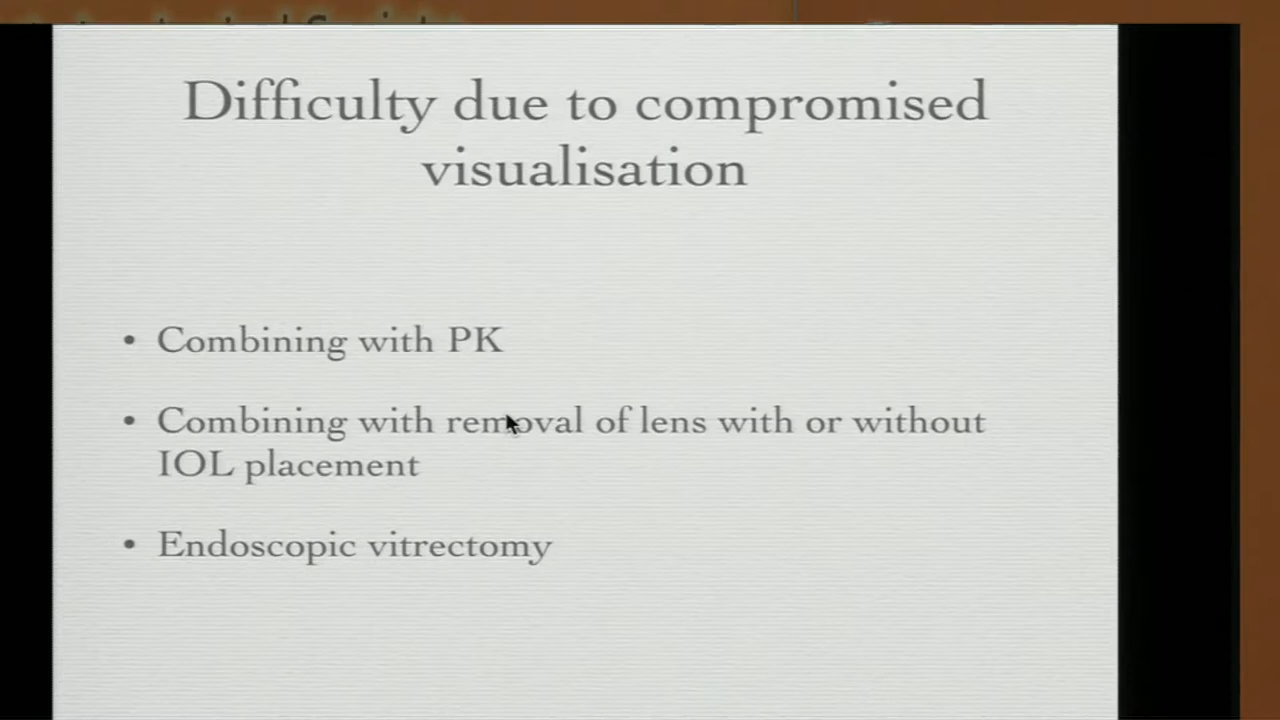 Difficulty due to compromised
visualisation
• Combining with PK
• Combining with removal of lens with or without
IOL placement
• Endoscopic vitrectomy